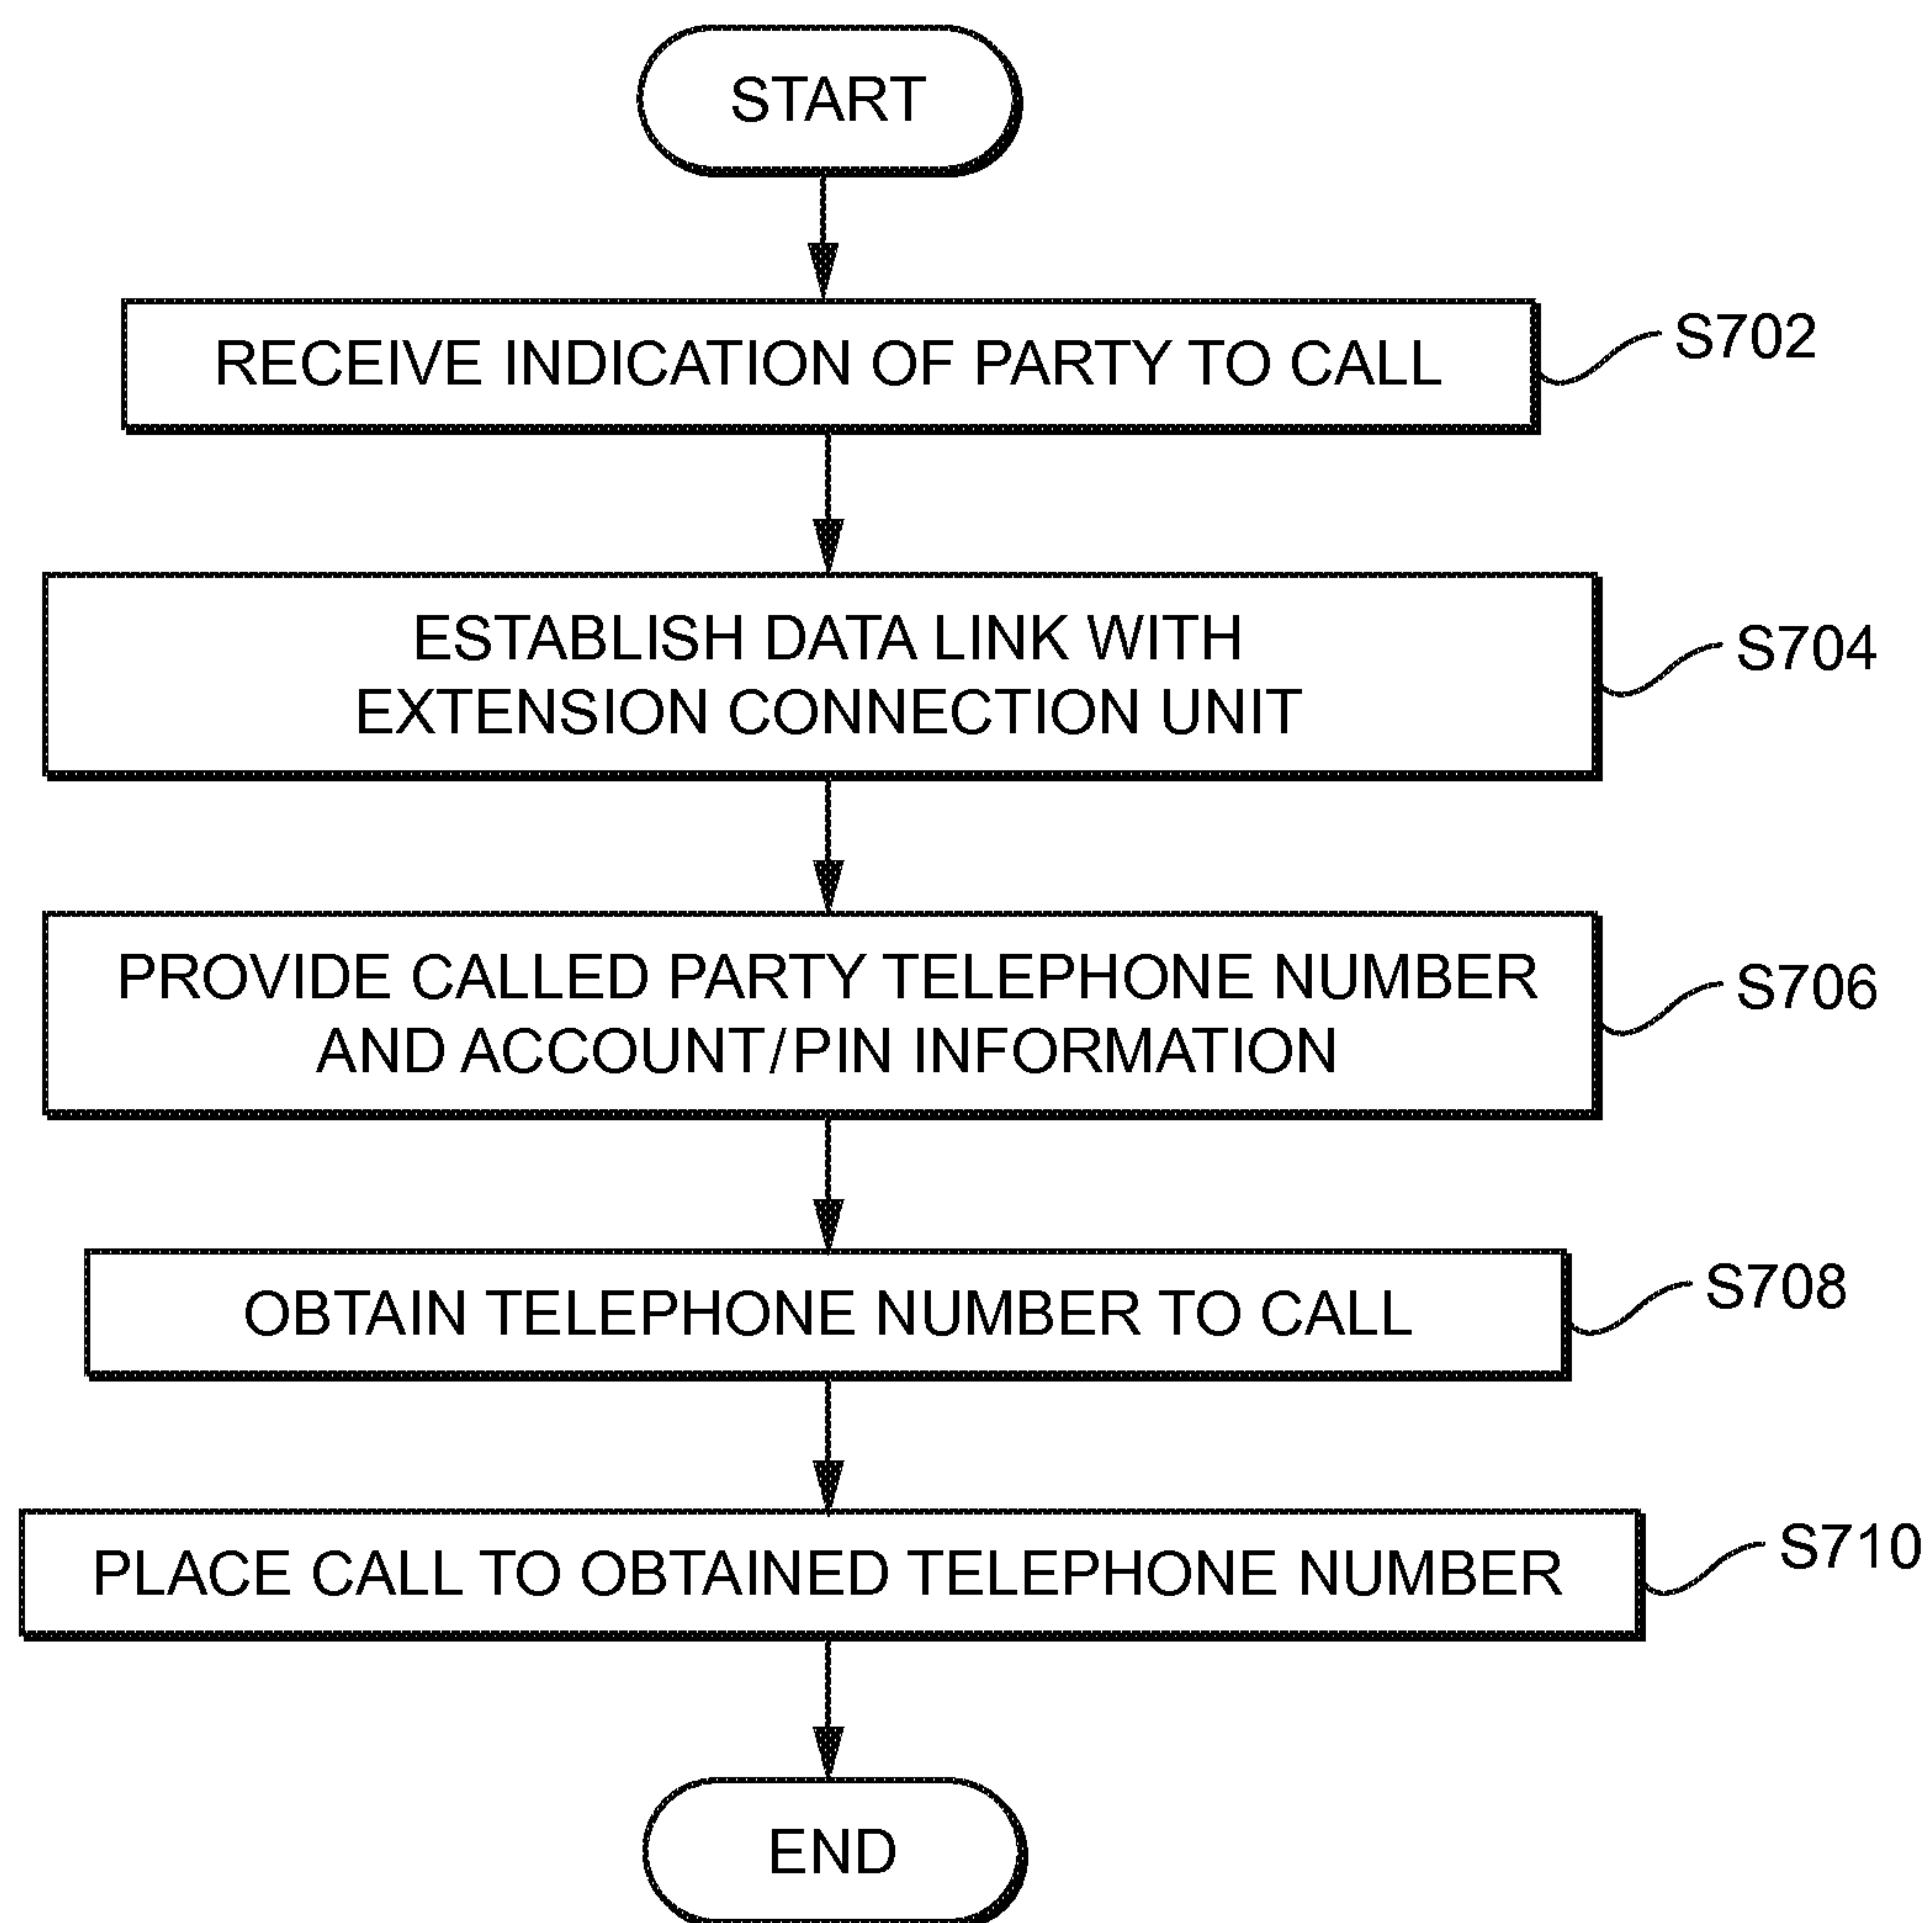 START
RECEIVE INDICATION OF PARTY TO CALL
S702
ESTABLISH DATA LINK WITH
EXTENSION CONNECTION UNIT
S704
PROVIDE CALLED PARTY TELEPHONE NUMBER
AND ACCOUNT/PIN INFORMATION
S706
OBTAIN TELEPHONE NUMBER TO CALL
S708
PLACE CALL TO OBTAINED TELEPHONE NUMBER
S710
END